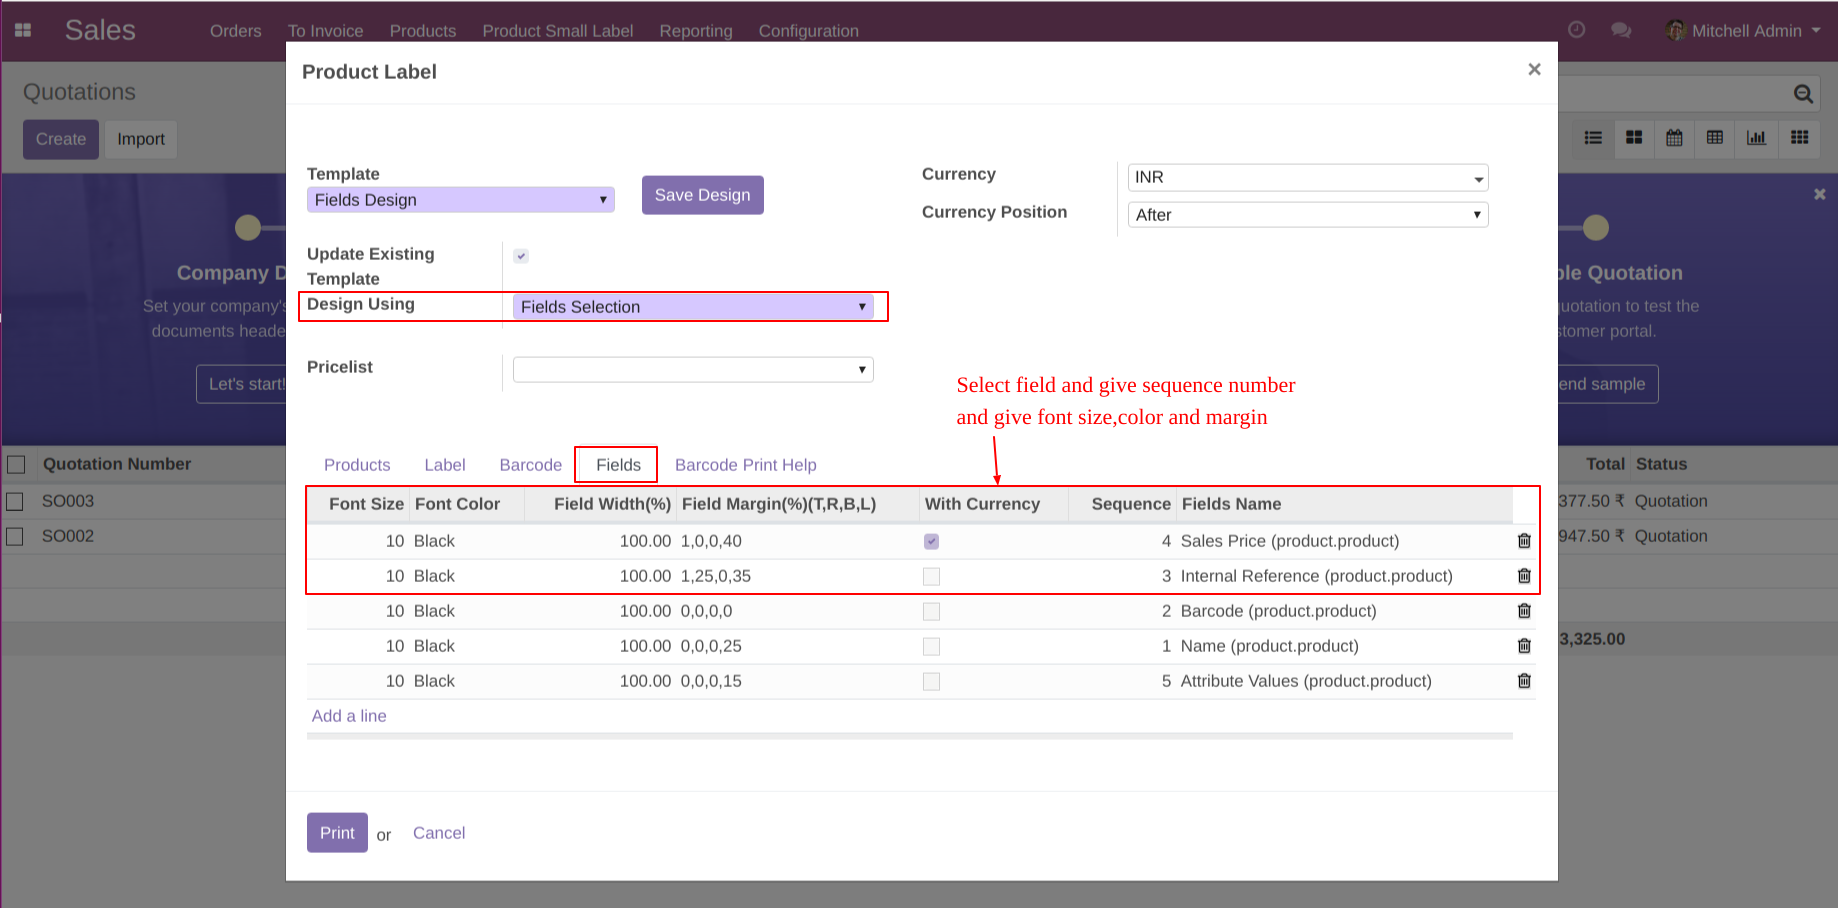 Sales
Orders
To Invoice
Products
Product Small Label
Reporting
Configuration
Mitchell Admin
Quotations
Create
Import
Product Label
×
Template
Fields Design
Save Design
Currency
INR
Currency Position
After
Update Existing
Template
Design Using
Fields Selection
Pricelist
Company D
Set your company's
documents heade
Let's start!
ple Quotation
quotation to test the
stomer portal.
end sample
Select field and give sequence number
and give font size,color and margin
Products
Label
Barcode
Fields
Barcode Print Help
Font Size Font Color Field Width(%) Field Margin(%)(T,R,B,L) With Currency Sequence Fields Name
10 Black 100.00 1,0,0,40 4 Sales Price (product.product)
10 Black 100.00 1,25,0,35 3 Internal Reference (product.product)
10 Black 100.00 0,0,0,0 2 Barcode (product.product)
10 Black 100.00 0,0,0,25 1 Name (product.product)
10 Black 100.00 0,0,0,15 5 Attribute Values (product.product)
Add a line
Quotation Number
SO003
SO002
Total Status
377.50 ₹ Quotation
947.50 ₹ Quotation
3,325.00
Print or Cancel